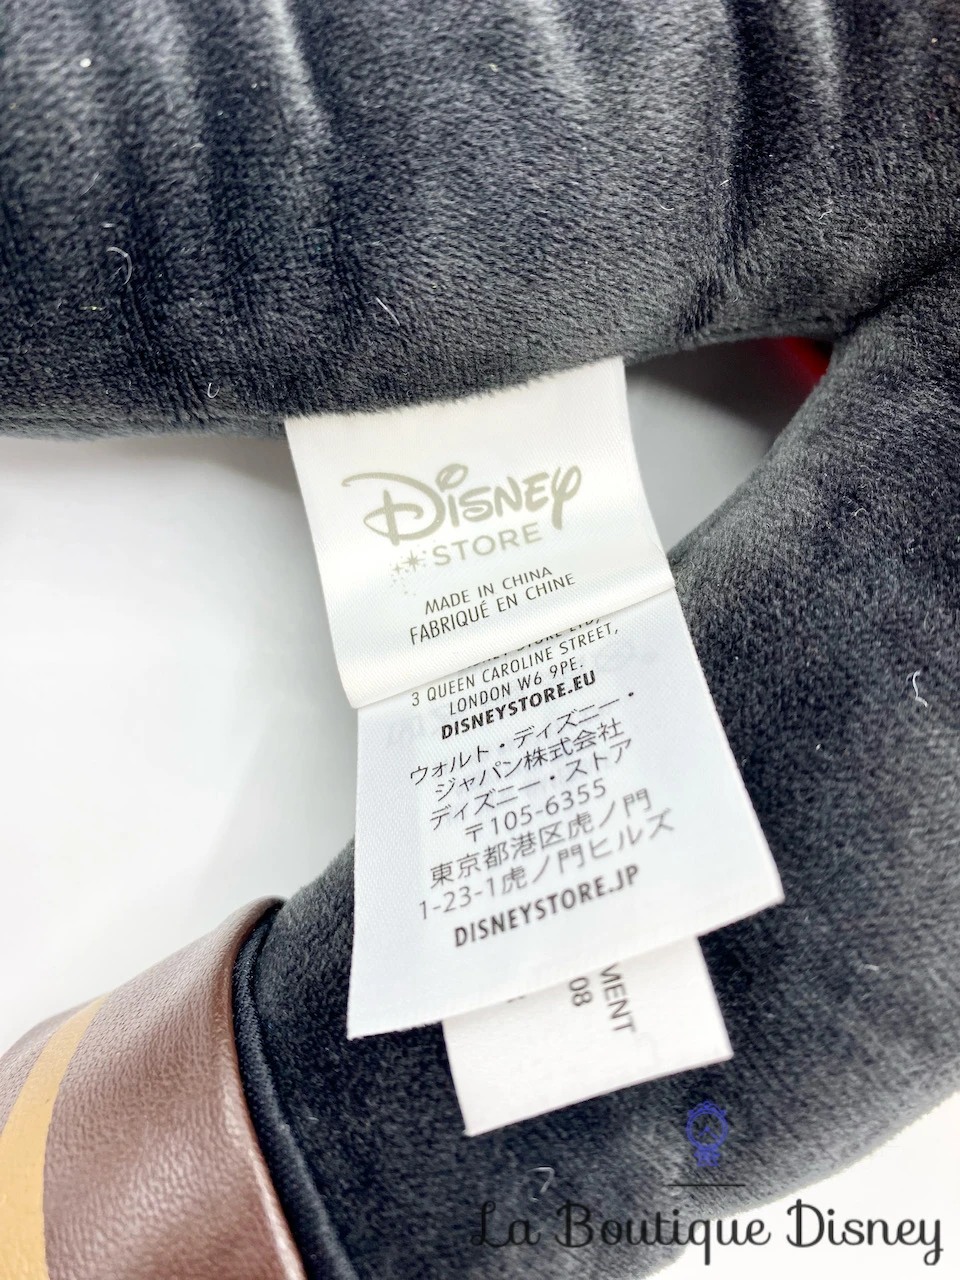 Disney
STORE
MADE IN CHINA
FABRIQUÉ EN CHINE
3 QUEEN CAROLINE STREET,
LONDON W6 9PE.
DISNEYSTORE.EU
ウォルト・ディズニー・
ジャパン株式会社
ディズニー・ストア
〒105-6355
東京都港区虎ノ門
1-23-1虎ノ門ヒルズ
DISNEYSTORE.JP
08
La Boutique Disney